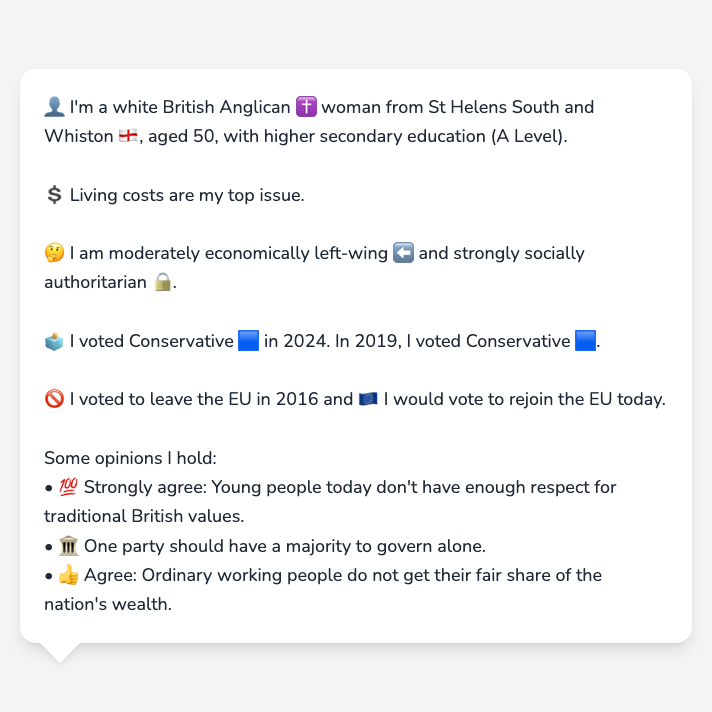 👤 I'm a white British Anglican ✝️ woman from St Helens South and
Whiston 🏴󠁧󠁢󠁥󠁮󠁧󠁿, aged 50, with higher secondary education (A Level).
💲 Living costs are my top issue.
🤔 I am moderately economically left-wing ⬅️ and strongly socially
authoritarian 🔒.
🗳️ I voted Conservative 🟦 in 2024. In 2019, I voted Conservative 🟦.
🚫 I voted to leave the EU in 2016 and 🇪🇺 I would vote to rejoin the EU today.
Some opinions I hold:
• 💯 Strongly agree: Young people today don't have enough respect for
traditional British values.
• 🏛️ One party should have a majority to govern alone.
• 👍 Agree: Ordinary working people do not get their fair share of the
nation's wealth.